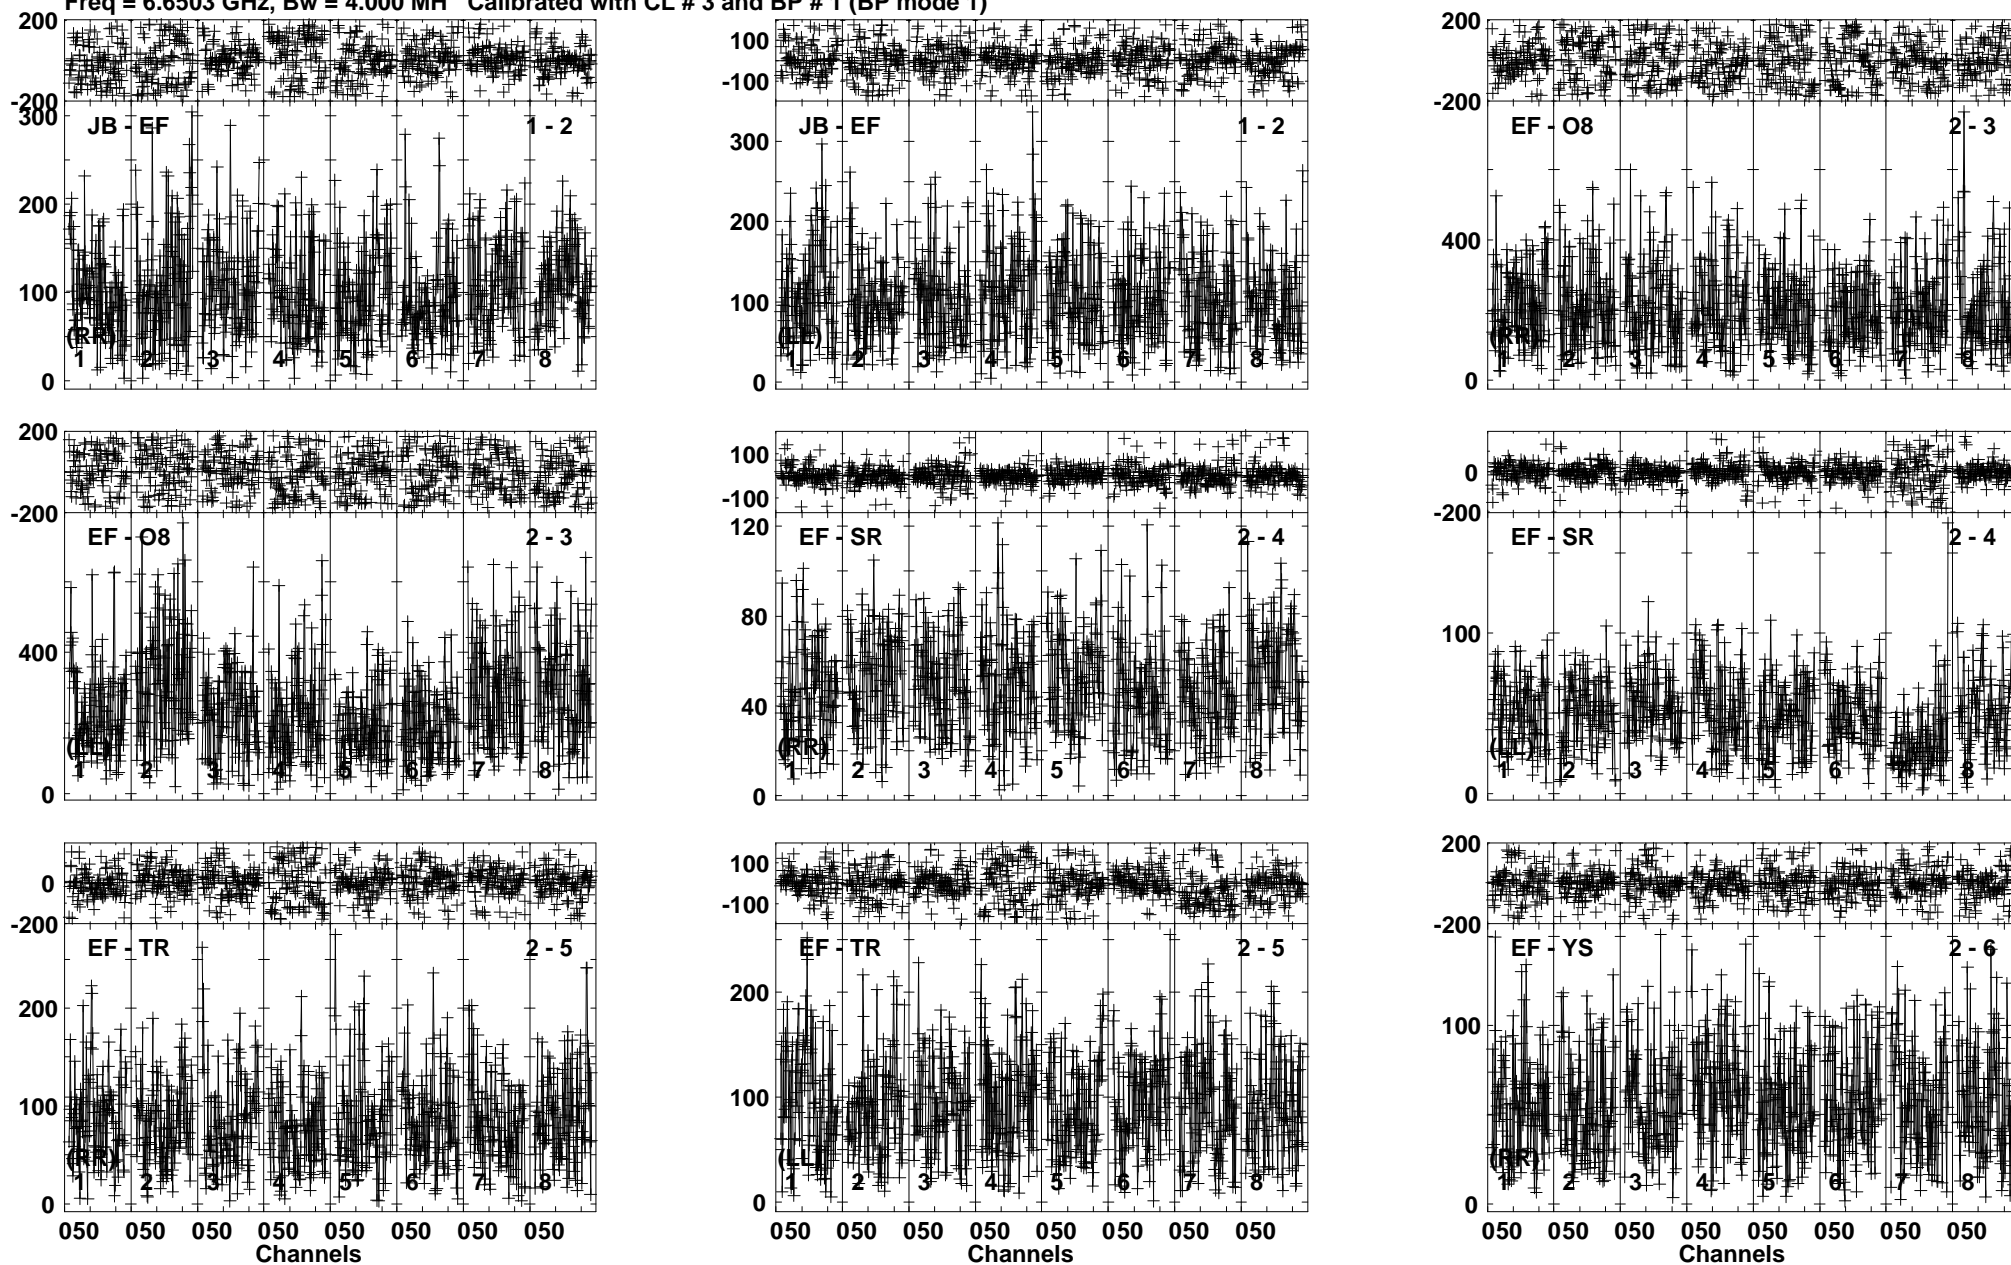 Freq = 6.6503 GHz, Bw = 4.000 MH Calibrated with CL # 3 and BP # 1 (BP mode 1)
200
-200
300
200
100
0
JB - EF 1 - 2
(RR)
1 2 3 4 5 6 7 8
100
-100
300
200
100
0
JB - EF 1 - 2
(LL)
1 2 3 4 5 6 7 8
200
-200
400
0
EF - O8 2 - 3
(RR)
1 2 3 4 5 6 7 8
200
-200
400
0
EF - O8 2 - 3
(LL)
1 2 3 4 5 6 7 8
100
-100
120
80
40
0
EF - SR 2 - 4
(RR)
1 2 3 4 5 6 7 8
0
-200
100
0
EF - SR 2 - 4
(LL)
1 2 3 4 5 6 7 8
0
-200
200
100
0
EF - TR 2 - 5
(RR)
1 2 3 4 5 6 7 8
050 050 050 050 050 050 050 050
Channels
100
-100
200
100
0
EF - TR 2 - 5
(LL)
1 2 3 4 5 6 7 8
050 050 050 050 050 050 050 050
Channels
200
-200
100
0
EF - YS 2 - 6
(RR)
1 2 3 4 5 6 7 8
050 050 050 050 050 050 050 050
Channels